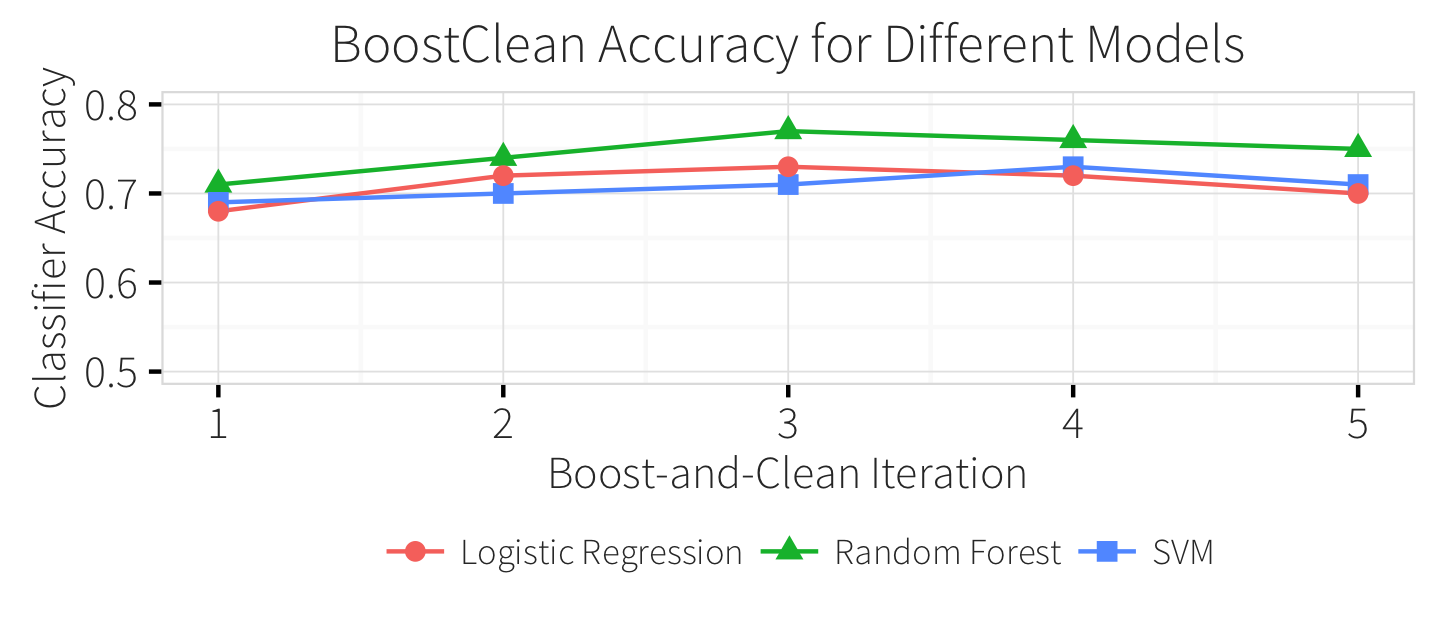 BoostClean Accuracy for Different Models
Classifier Accuracy
0.8
0.7
0.6
0.5
1 2 3 4 5
Boost-and-Clean Iteration
Logistic Regression Random Forest SVM